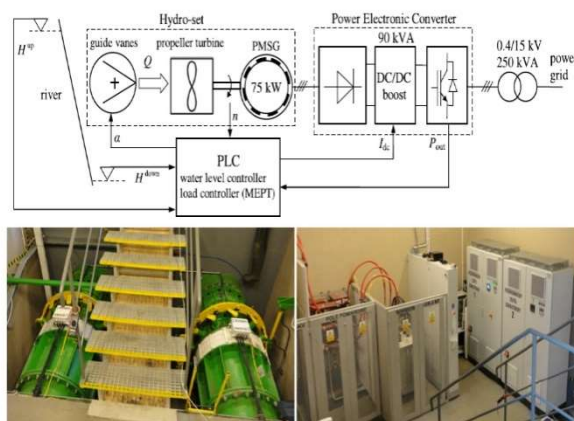 Hydro-set
Power Electronic Converter
H^up
guide vanes
Q
propeller turbine
PMSG
90 kVA
0.4/15 kV
250 kVA
power
grid
river
75 kW
DC/DC
boost
n
α
PLC
I_dc
P_out
water level controller
load controller (MEPT)
H^down